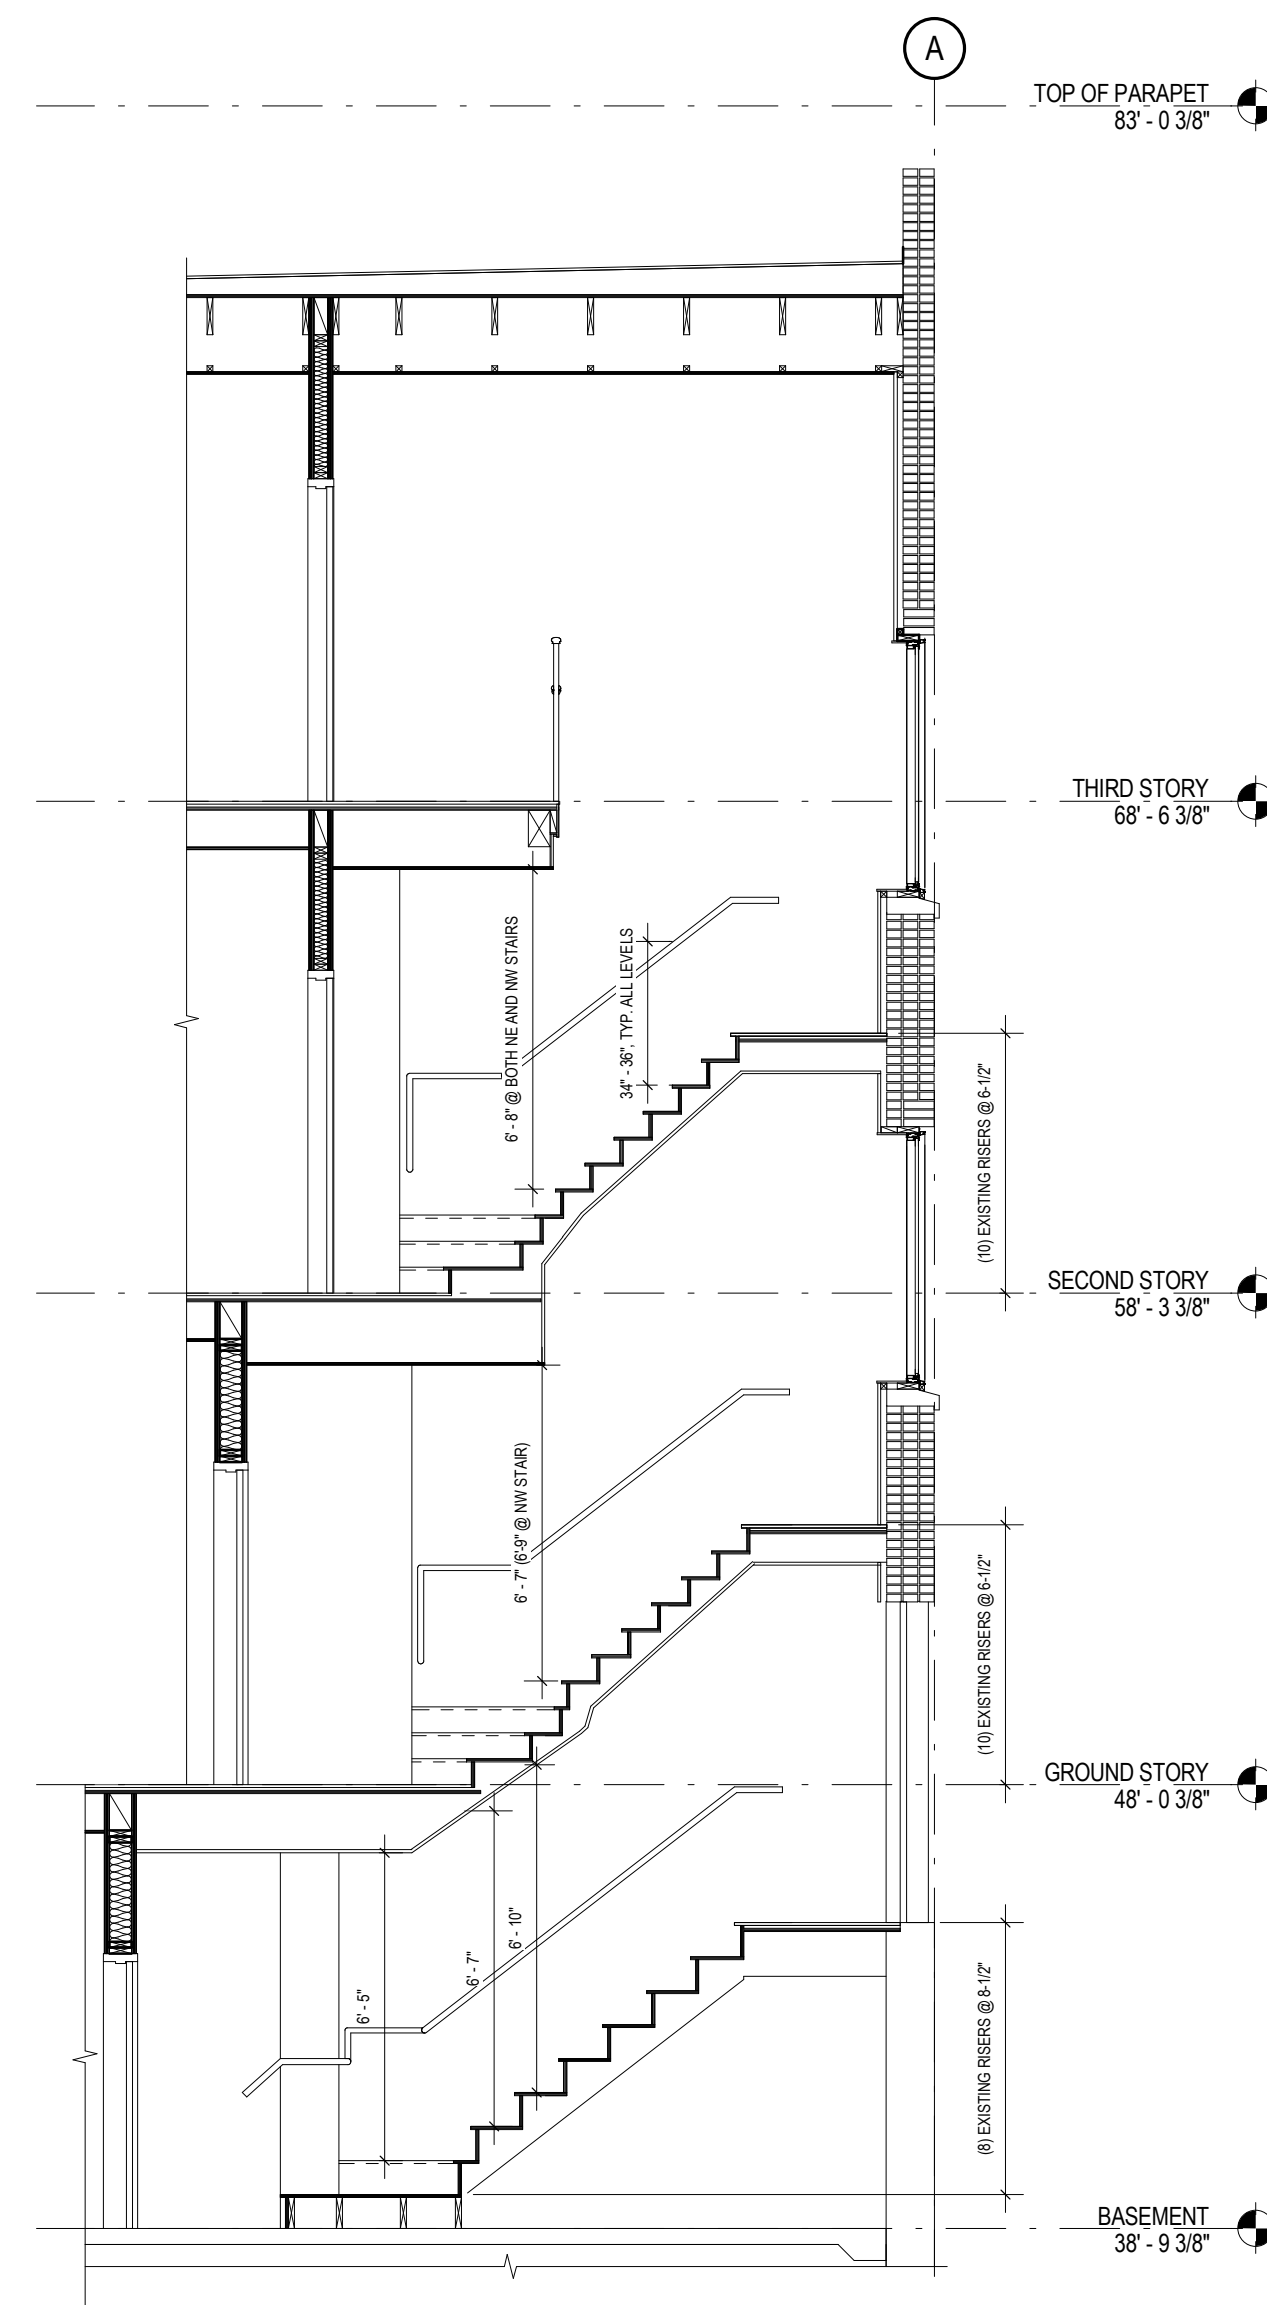 A
TOP OF PARAPET
83' - 0 3/8"
THIRD STORY
68' - 6 3/8"
6' - 8" @ BOTH NE AND NW STAIRS
34" - 36", TYP. ALL LEVELS
(10) EXISTING RISERS @ 6-1/2"
SECOND STORY
58' - 3 3/8"
6' - 7" (6'-9" @ NW STAIR)
(10) EXISTING RISERS @ 6-1/2"
GROUND STORY
48' - 0 3/8"
6' - 5"
6' - 7"
6' - 10"
(8) EXISTING RISERS @ 8-1/2"
BASEMENT
38' - 9 3/8"